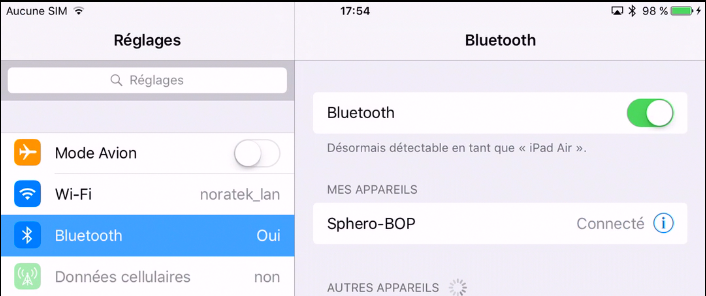 Aucune SIM
17:54
98 %
Réglages
Bluetooth
Réglages
Mode Avion
Wi-Fi
noratek_lan
Bluetooth
Oui
Données cellulaires
non
Bluetooth
Désormais détectable en tant que « iPad Air ».
MES APPAREILS
Sphero-BOP
Connecté
AUTRES APPAREILS